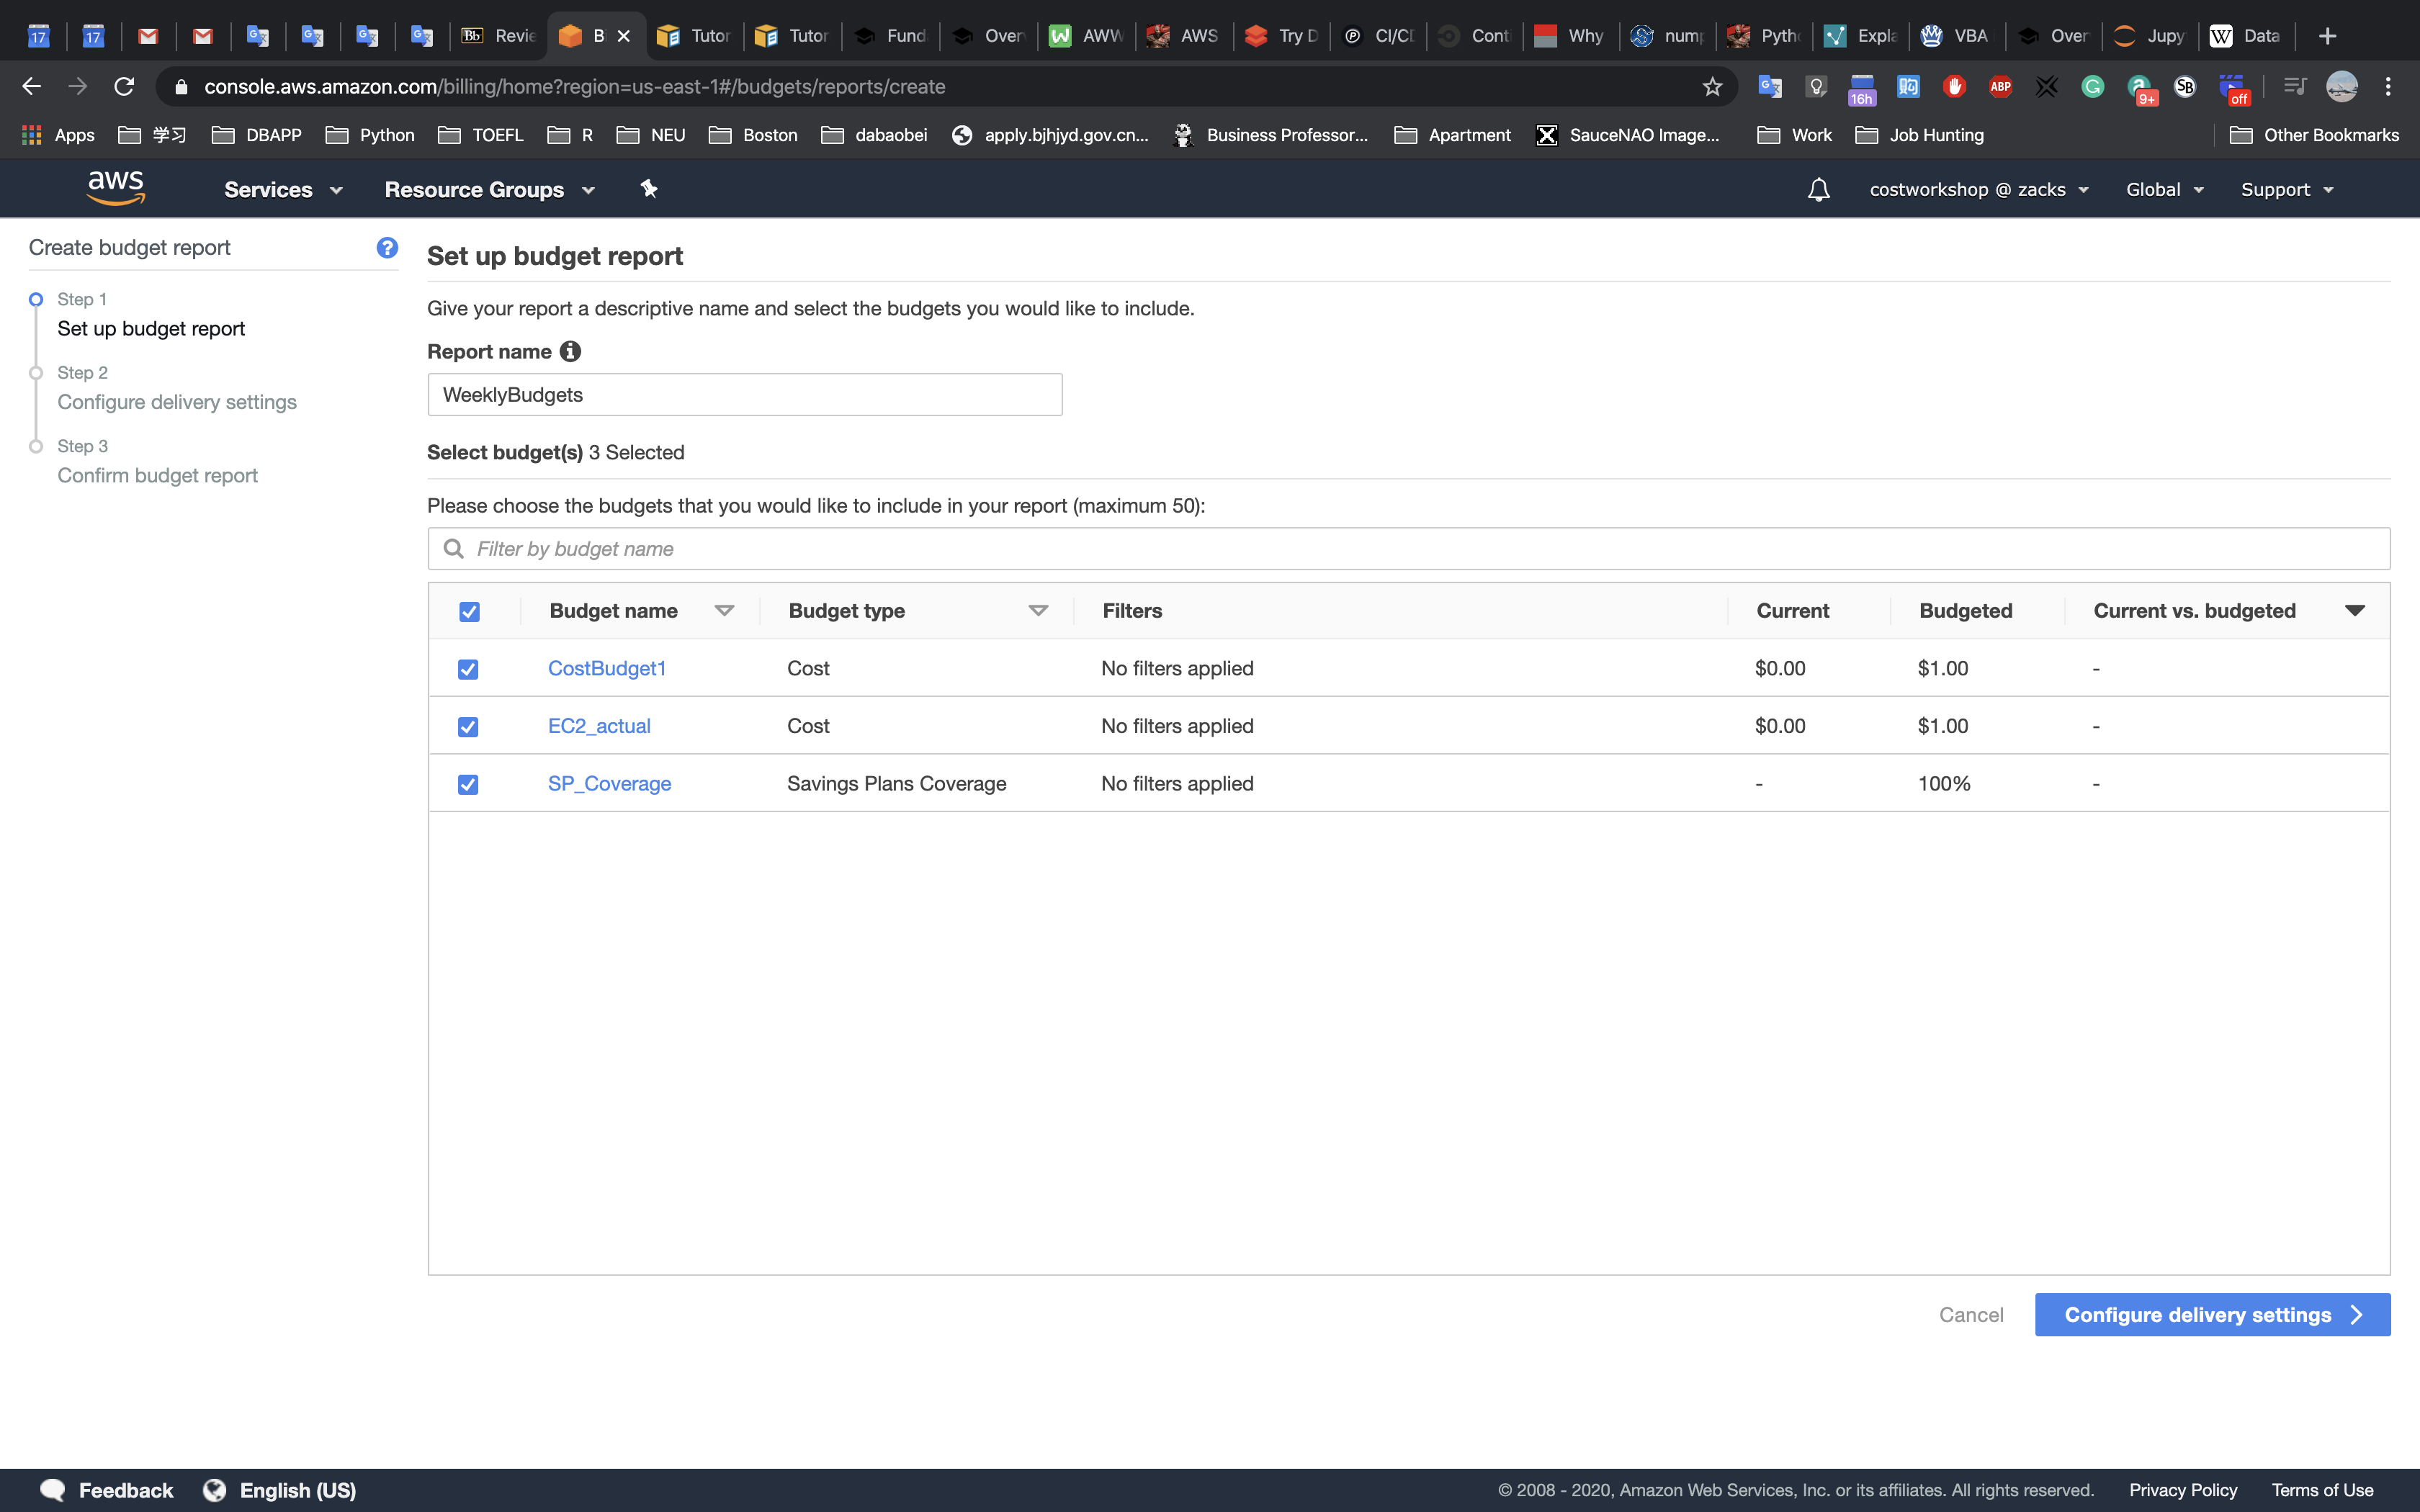 17 17 Bb Revie B Tutor Tutor Fund Over AWW AWS Try D CI/CD Conti Why nump Pytho Expla VBA Over Jupy Data
console.aws.amazon.com/billing/home?region=us-east-1#/budgets/reports/create 16h ABP 9+ SB off
Apps 学习 DBAPP Python TOEFL R NEU Boston dabaobei apply.bjhjyd.gov.cn... Business Professor... Apartment SauceNAO Image... Work Job Hunting Other Bookmarks
aws Services Resource Groups costworkshop @ zacks Global Support
Create budget report
Step 1
Set up budget report
Step 2
Configure delivery settings
Step 3
Confirm budget report
Set up budget report
Give your report a descriptive name and select the budgets you would like to include.
Report name
WeeklyBudgets
Select budget(s) 3 Selected
Please choose the budgets that you would like to include in your report (maximum 50):
Filter by budget name
Budget name Budget type Filters Current Budgeted Current vs. budgeted
CostBudget1 Cost No filters applied $0.00 $1.00 -
EC2_actual Cost No filters applied $0.00 $1.00 -
SP_Coverage Savings Plans Coverage No filters applied - 100% -
Cancel Configure delivery settings
Feedback English (US) © 2008 - 2020, Amazon Web Services, Inc. or its affiliates. All rights reserved. Privacy Policy Terms of Use